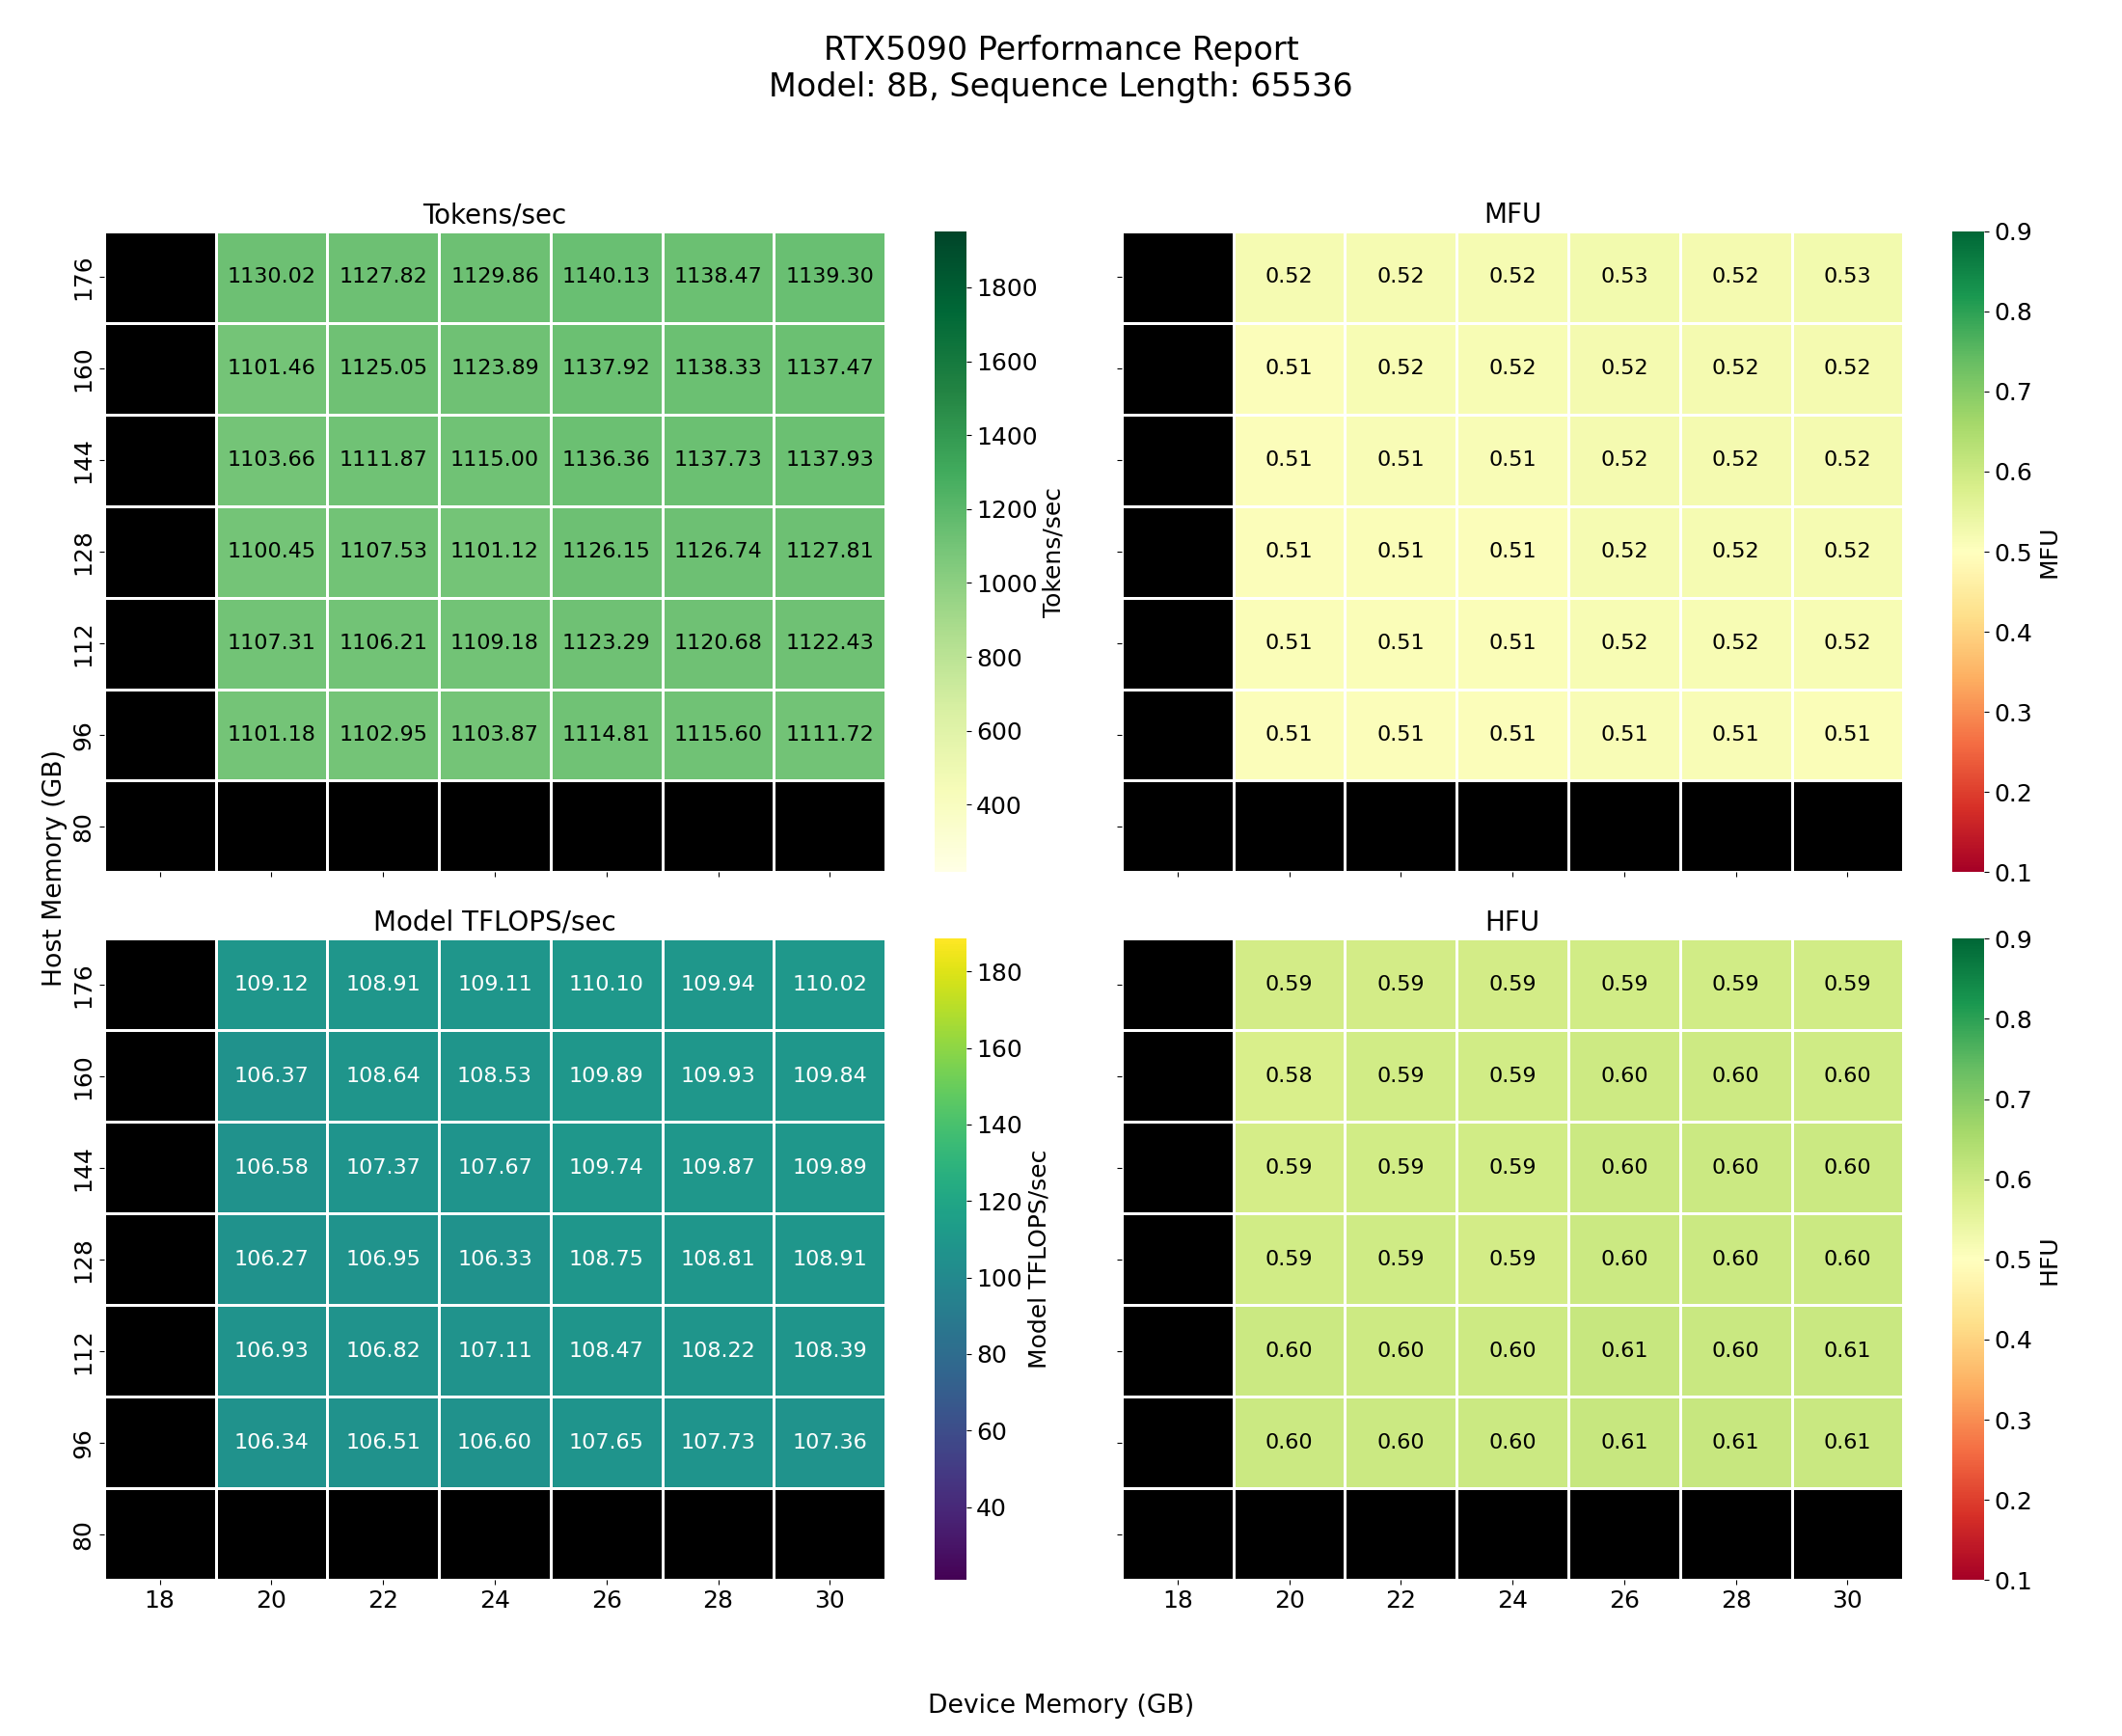 RTX5090 Performance Report
Model: 8B, Sequence Length: 65536
Tokens/sec
176 1130.02 1127.82 1129.86 1140.13 1138.47 1139.30
160 1101.46 1125.05 1123.89 1137.92 1138.33 1137.47
144 1103.66 1111.87 1115.00 1136.36 1137.73 1137.93
128 1100.45 1107.53 1101.12 1126.15 1126.74 1127.81
112 1107.31 1106.21 1109.18 1123.29 1120.68 1122.43
96 1101.18 1102.95 1103.87 1114.81 1115.60 1111.72
80
1800
1600
1400
1200
1000
800
600
400
Tokens/sec
MFU
0.52 0.52 0.52 0.53 0.52 0.53
0.51 0.52 0.52 0.52 0.52 0.52
0.51 0.51 0.51 0.52 0.52 0.52
0.51 0.51 0.51 0.52 0.52 0.52
0.51 0.51 0.51 0.52 0.52 0.52
0.51 0.51 0.51 0.51 0.51 0.51
0.9
0.8
0.7
0.6
0.5
0.4
0.3
0.2
0.1
MFU
Host Memory (GB)
Model TFLOPS/sec
176 109.12 108.91 109.11 110.10 109.94 110.02
160 106.37 108.64 108.53 109.89 109.93 109.84
144 106.58 107.37 107.67 109.74 109.87 109.89
128 106.27 106.95 106.33 108.75 108.81 108.91
112 106.93 106.82 107.11 108.47 108.22 108.39
96 106.34 106.51 106.60 107.65 107.73 107.36
80
18 20 22 24 26 28 30
180
160
140
120
100
80
60
40
Model TFLOPS/sec
HFU
0.59 0.59 0.59 0.59 0.59 0.59
0.58 0.59 0.59 0.60 0.60 0.60
0.59 0.59 0.59 0.60 0.60 0.60
0.59 0.59 0.59 0.60 0.60 0.60
0.60 0.60 0.60 0.61 0.60 0.61
0.60 0.60 0.60 0.61 0.61 0.61
18 20 22 24 26 28 30
0.9
0.8
0.7
0.6
0.5
0.4
0.3
0.2
0.1
HFU
Device Memory (GB)